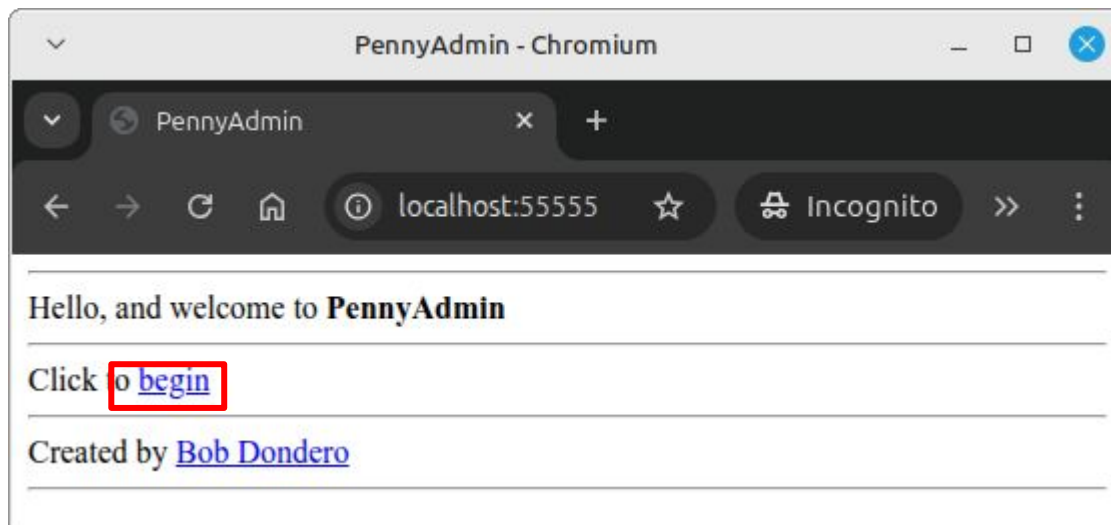 PennyAdmin - Chromium
PennyAdmin
localhost:55555 Incognito
Hello, and welcome to PennyAdmin
Click to begin
Created by Bob Dondero